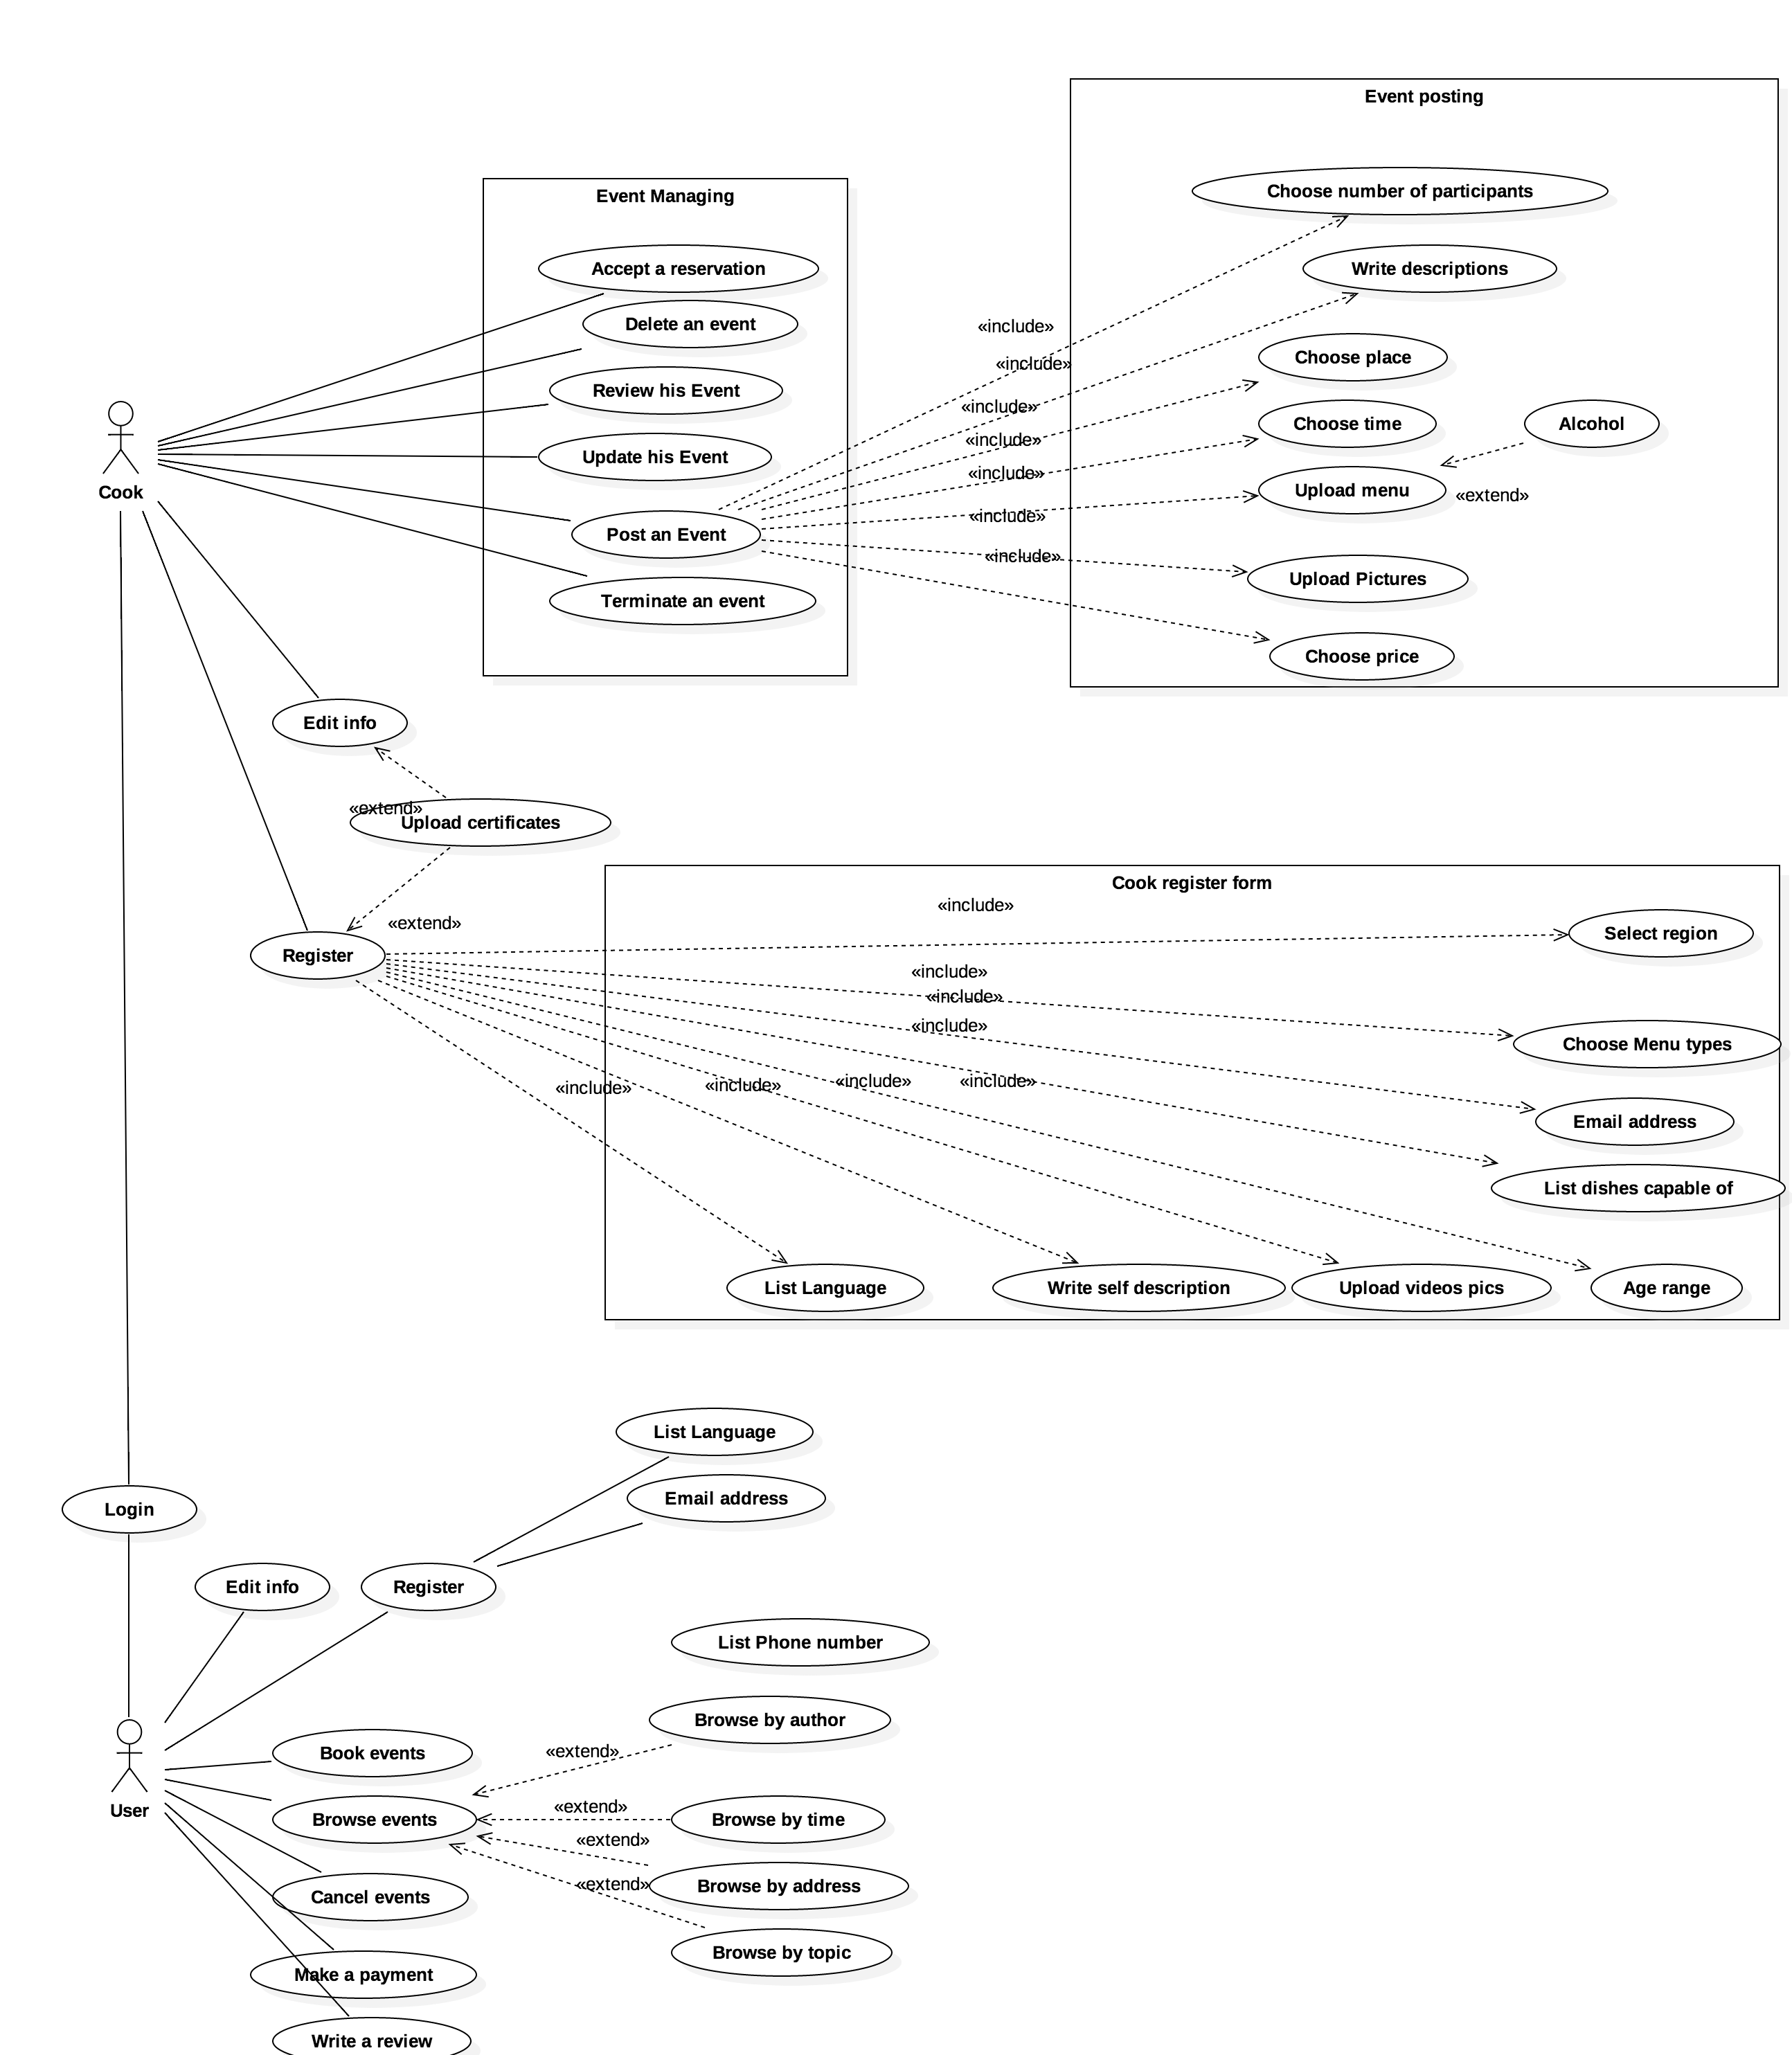 Event posting
Choose number of participants
Event Managing
Accept a reservation
Write descriptions
Delete an event
«include»
Choose place
«include»
Review his Event
«include»
Choose time
Alcohol
«include»
Update his Event
«include»
Upload menu
«extend»
Cook
«include»
Post an Event
«include»
Upload Pictures
Terminate an event
Choose price
Edit info
«extend»
Upload certificates
Cook register form
«include»
«extend»
Select region
Register
«include»
«include»
«include»
Choose Menu types
«include»
«include»
«include»
«include»
Email address
List dishes capable of
List Language
Write self description
Upload videos pics
Age range
List Language
Email address
Login
Edit info
Register
List Phone number
Browse by author
Book events
«extend»
User
«extend»
Browse events
Browse by time
«extend»
«extend»
Browse by address
Cancel events
Browse by topic
Make a payment
Write a review